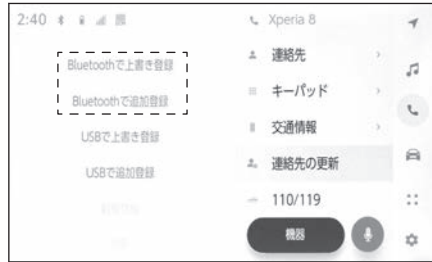 2:40
Bluetoothで上書き登録
Bluetoothで追加登録
USBで上書き登録
USBで追加登録
Xperia 8
連絡先
キーパッド
交通情報
連絡先の更新
110/119
機器